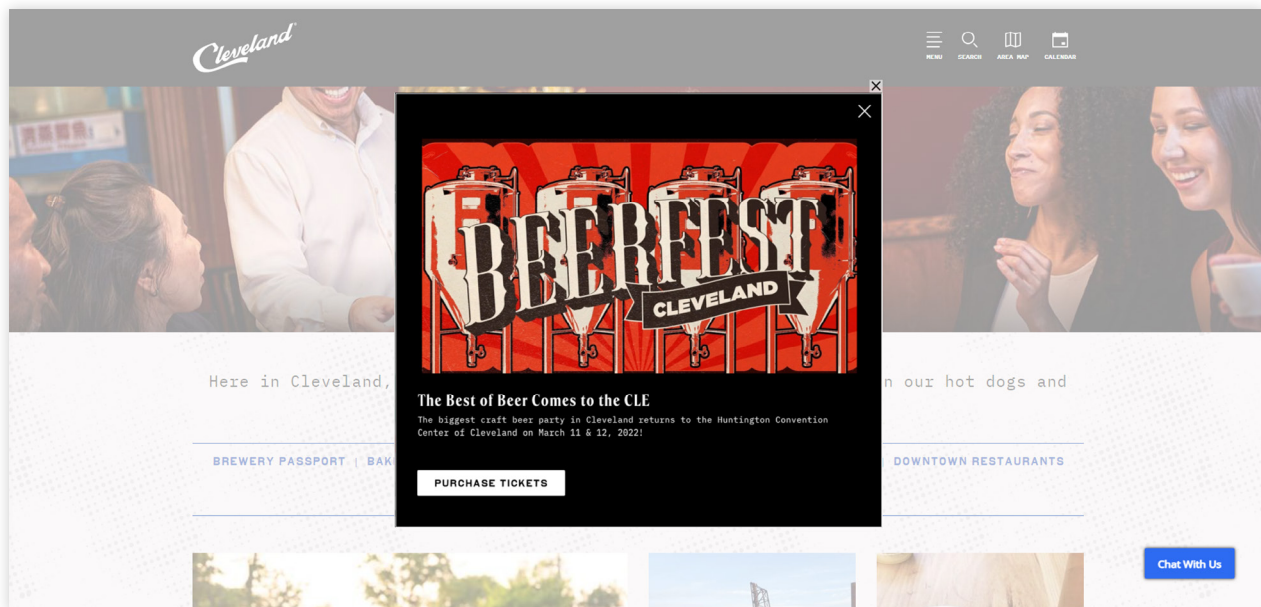 Cleveland
MENU SEARCH AREA MAP CALENDAR
BEERFEST
CLEVELAND
Here in Cleveland,
n our hot dogs and
The Best of Beer Comes to the CLE
The biggest craft beer party in Cleveland returns to the Huntington Convention
Center of Cleveland on March 11 & 12, 2022!
BREWERY PASSPORT | BAK
| DOWNTOWN RESTAURANTS
PURCHASE TICKETS
Chat With Us